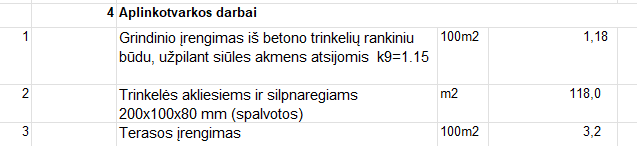 4 Aplinkotvarkos darbai
1 Grindinio įrengimas iš betono trinkelių rankiniu 100m2 1,18
būdu, užpilant siūles akmens atsijomis k9=1.15
2 Trinkelės akliesiems ir silpnaregiams m2 118,0
200x100x80 mm (spalvotos)
3 Terasos įrengimas 100m2 3,2